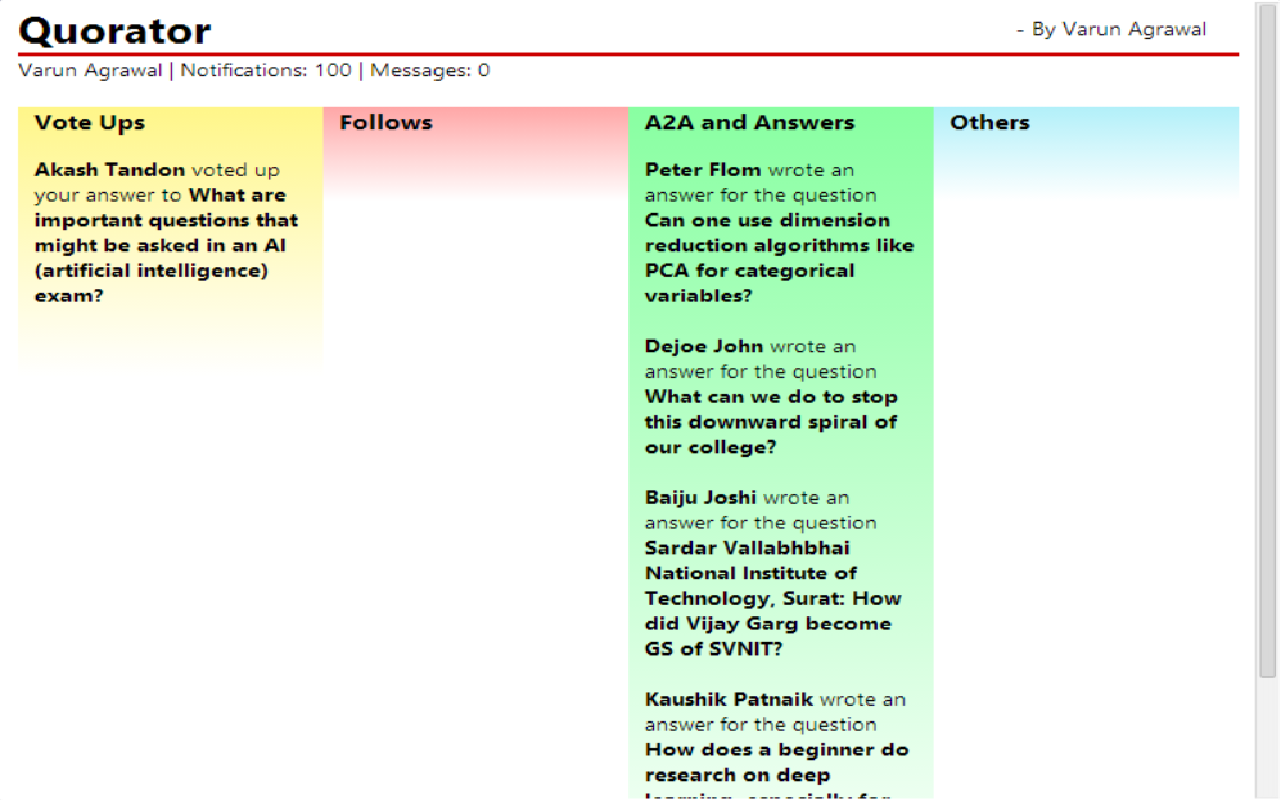 Quorator
- By Varun Agrawal
Varun Agrawal | Notifications: 100 | Messages: 0
Vote Ups
Akash Tandon voted up
your answer to What are
important questions that
might be asked in an AI
(artificial intelligence)
exam?
Follows
A2A and Answers
Peter Flom wrote an
answer for the question
Can one use dimension
reduction algorithms like
PCA for categorical
variables?
Dejoe John wrote an
answer for the question
What can we do to stop
this downward spiral of
our college?
Baiju Joshi wrote an
answer for the question
Sardar Vallabhbhai
National Institute of
Technology, Surat: How
did Vijay Garg become
GS of SVNIT?
Kaushik Patnaik wrote an
answer for the question
How does a beginner do
research on deep
learning, especially for
Others